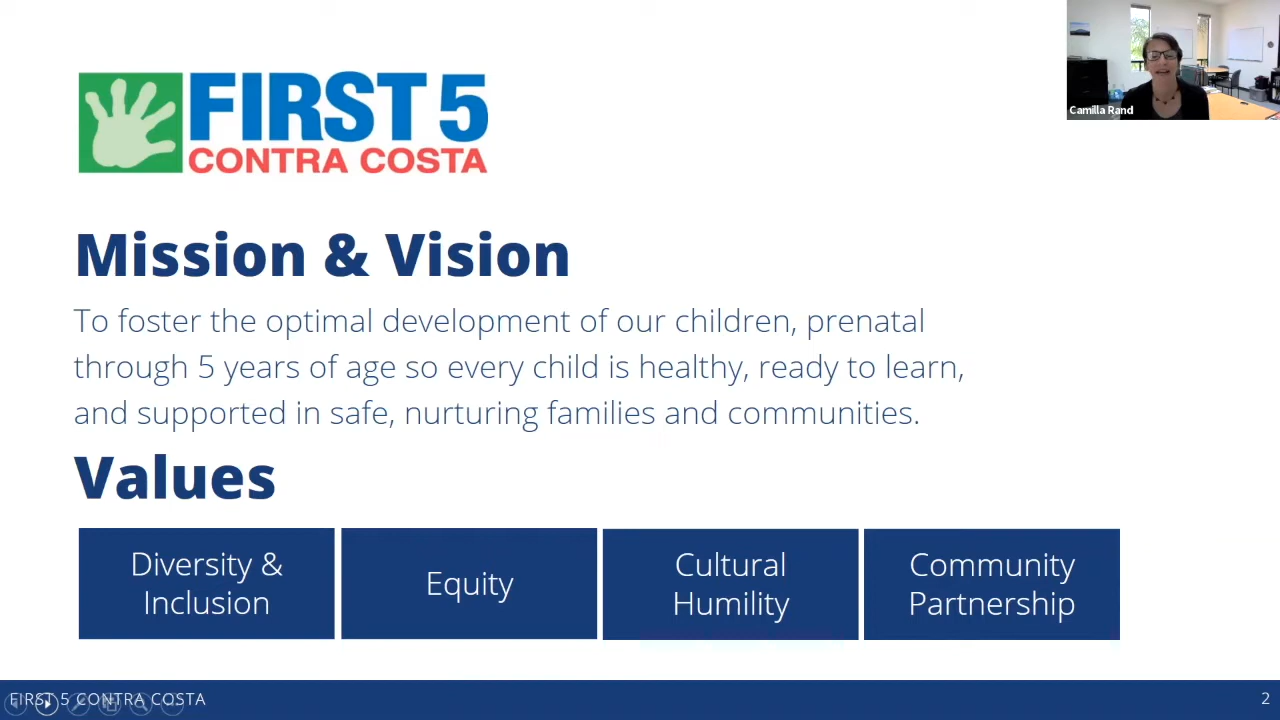 FIRST 5
CONTRA COSTA
Camilla Rand
Mission & Vision
To foster the optimal development of our children, prenatal
through 5 years of age so every child is healthy, ready to learn,
and supported in safe, nurturing families and communities.
Values
Diversity &
Inclusion
Equity
Cultural
Humility
Community
Partnership
FIRST 5 CONTRA COSTA
2